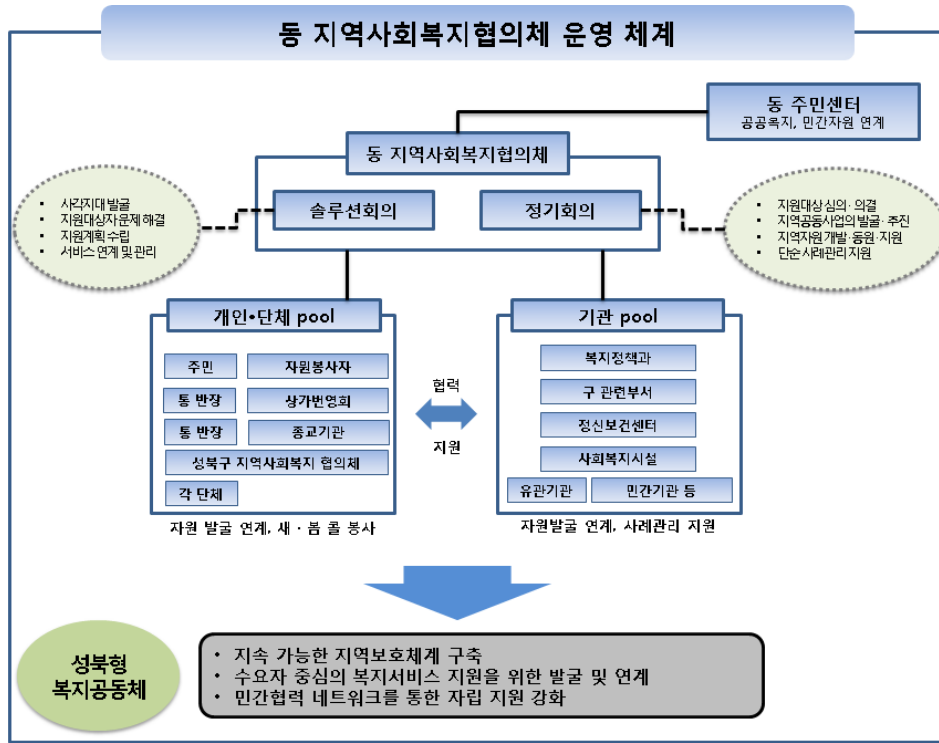 동 지역사회복지협의체 운영 체계
동 주민센터
공공옥지, 민간자원 연계
동 지역사회복지협의체
솔루션회의
정기회의
• 사각지대 발굴
• 지원대상자 문제 해결
• 지원계획 수립
• 서비스 연계 및 관리
• 지원대상 심의·의결
• 지역공동사업의 발굴·추진
• 지역자원 개발·동원·지원
• 단순 사례관리 지원
개인•단체 pool
주민
자원봉사자
통 반장
상가번영회
통 반장
종교기관
성북구 지역사회복지 협의체
각 단체
자원 발굴 연계, 새 · 봄 콜 봉사
협력
지원
기관 pool
복지정책과
구 관련부서
정신보건센터
사회복지시설
유관기관
민간기관 등
자원발굴 연계, 사례관리 지원
성북형
복지공동체
• 지속 가능한 지역보호체계 구축
• 수요자 중심의 복지서비스 지원을 위한 발굴 및 연계
• 민간협력 네트워크를 통한 자립 지원 강화